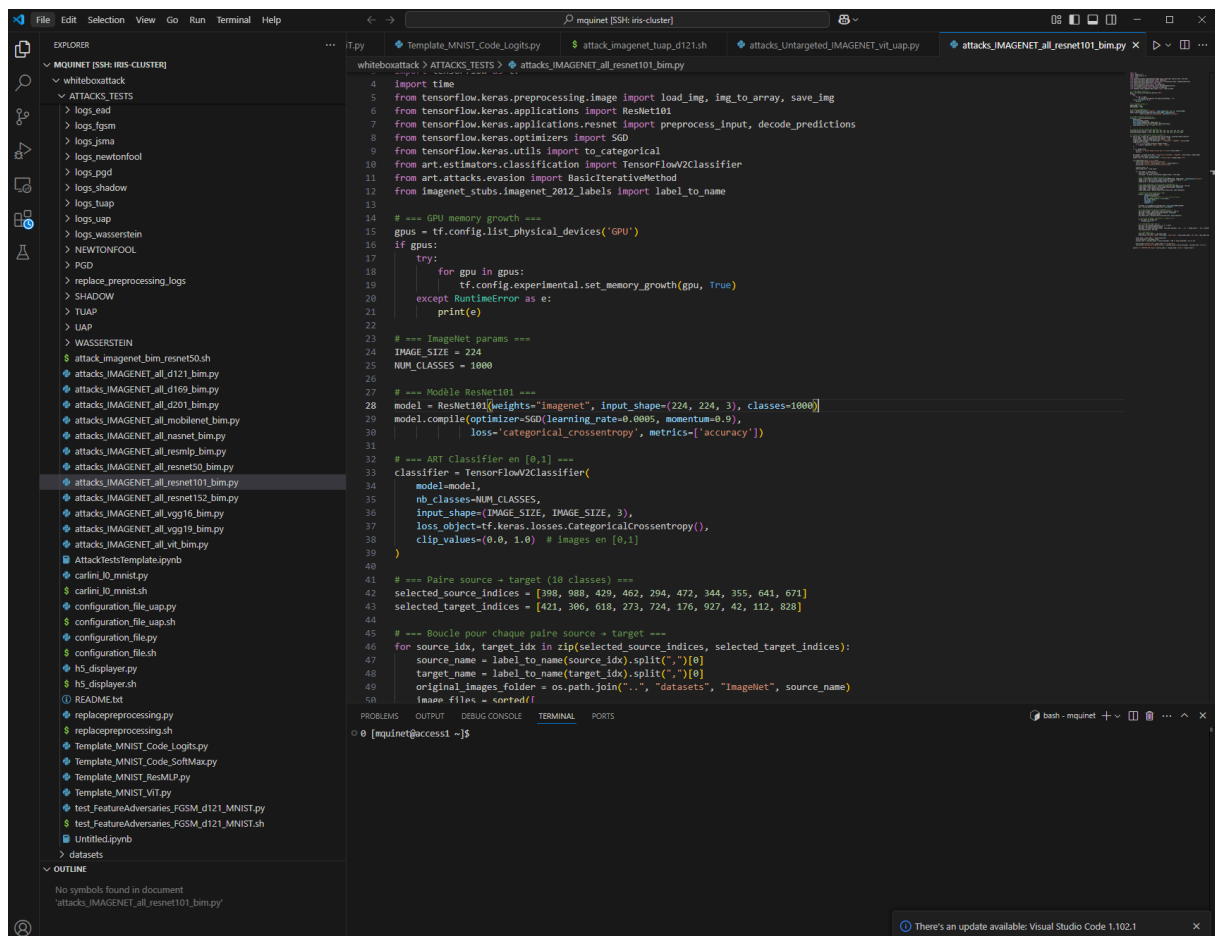 File Edit Selection View Go Run Terminal Help
mquinet [SSH: iris-cluster]
EXPLORER
MQUINET [SSH: IRIS-CLUSTER]
whiteboxattack
ATTACKS_TESTS
logs_ead
logs_fgsm
logs_jsma
logs_newtonfool
logs_pgd
logs_shadow
logs_tuap
logs_uap
logs_wasserstein
NEWTONFOOL
PGD
replace_preprocessing_logs
SHADOW
TUAP
UAP
WASSERSTEIN
$ attack_imagenet_bim_resnet50.sh
attacks_IMAGENET_all_d121_bim.py
attacks_IMAGENET_all_d169_bim.py
attacks_IMAGENET_all_d201_bim.py
attacks_IMAGENET_all_mobilenet_bim.py
attacks_IMAGENET_all_nasnet_bim.py
attacks_IMAGENET_all_resmlp_bim.py
attacks_IMAGENET_all_resnet50_bim.py
attacks_IMAGENET_all_resnet101_bim.py
attacks_IMAGENET_all_resnet152_bim.py
attacks_IMAGENET_all_vgg16_bim.py
attacks_IMAGENET_all_vgg19_bim.py
attacks_IMAGENET_all_vit_bim.py
AttackTestsTemplate.ipynb
carlini_l0_mnist.py
$ carlini_l0_mnist.sh
configuration_file_uap.py
$ configuration_file_uap.sh
configuration_file.py
$ configuration_file.sh
h5_displayer.py
$ h5_displayer.sh
README.txt
replacepreprocessing.py
$ replacepreprocessing.sh
Template_MNIST_Code_Logits.py
Template_MNIST_Code_SoftMax.py
Template_MNIST_ResMLP.py
Template_MNIST_ViT.py
test_FeatureAdversaries_FGSM_d121_MNIST.py
$ test_FeatureAdversaries_FGSM_d121_MNIST.sh
Untitled.ipynb
datasets
OUTLINE
No symbols found in document
'attacks_IMAGENET_all_resnet101_bim.py'
iT.py Template_MNIST_Code_Logits.py $ attack_imagenet_tuap_d121.sh attacks_Untargeted_IMAGENET_vit_uap.py attacks_IMAGENET_all_resnet101_bim.py
whiteboxattack > ATTACKS_TESTS > attacks_IMAGENET_all_resnet101_bim.py
4 import time
5 from tensorflow.keras.preprocessing.image import load_img, img_to_array, save_img
6 from tensorflow.keras.applications import ResNet101
7 from tensorflow.keras.applications.resnet import preprocess_input, decode_predictions
8 from tensorflow.keras.optimizers import SGD
9 from tensorflow.keras.utils import to_categorical
10 from art.estimators.classification import TensorFlowV2Classifier
11 from art.attacks.evasion import BasicIterativeMethod
12 from imagenet_stubs.imagenet_2012_labels import label_to_name
13
14 # === GPU memory growth ===
15 gpus = tf.config.list_physical_devices('GPU')
16 if gpus:
17 try:
18 for gpu in gpus:
19 tf.config.experimental.set_memory_growth(gpu, True)
20 except RuntimeError as e:
21 print(e)
22
23 # === ImageNet params ===
24 IMAGE_SIZE = 224
25 NUM_CLASSES = 1000
26
27 # === Modèle ResNet101 ===
28 model = ResNet101(weights="imagenet", input_shape=(224, 224, 3), classes=1000)
29 model.compile(optimizer=SGD(learning_rate=0.0005, momentum=0.9),
30 loss='categorical_crossentropy', metrics=['accuracy'])
31
32 # === ART Classifier en [0,1] ===
33 classifier = TensorFlowV2Classifier(
34 model=model,
35 nb_classes=NUM_CLASSES,
36 input_shape=(IMAGE_SIZE, IMAGE_SIZE, 3),
37 loss_object=tf.keras.losses.CategoricalCrossentropy(),
38 clip_values=(0.0, 1.0) # images en [0,1]
39 )
40
41 # === Paire source → target (10 classes) ===
42 selected_source_indices = [398, 988, 429, 462, 294, 472, 344, 355, 641, 671]
43 selected_target_indices = [421, 306, 618, 273, 724, 176, 927, 42, 112, 828]
44
45 # === Boucle pour chaque paire source → target ===
46 for source_idx, target_idx in zip(selected_source_indices, selected_target_indices):
47 source_name = label_to_name(source_idx).split(",")[0]
48 target_name = label_to_name(target_idx).split(",")[0]
49 original_images_folder = os.path.join("..", "datasets", "ImageNet", source_name)
50 image_files = sorted([
PROBLEMS OUTPUT DEBUG CONSOLE TERMINAL PORTS
bash - mquinet
0 [mquinet@access1 ~]$
There's an update available: Visual Studio Code 1.102.1